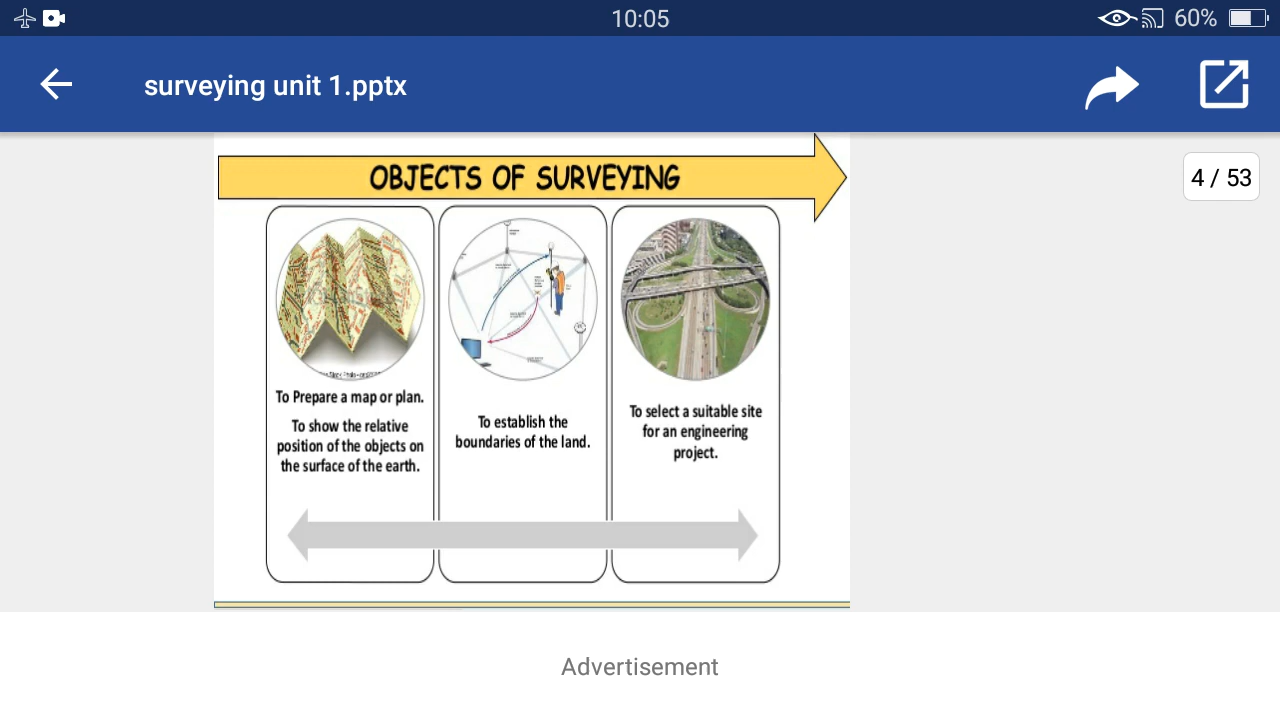 10:05
60%
surveying unit 1.pptx
4 / 53
OBJECTS OF SURVEYING
To Prepare a map or plan.
To show the relative
position of the objects on
the surface of the earth.
To establish the
boundaries of the land.
To select a suitable site
for an engineering
project.
Advertisement